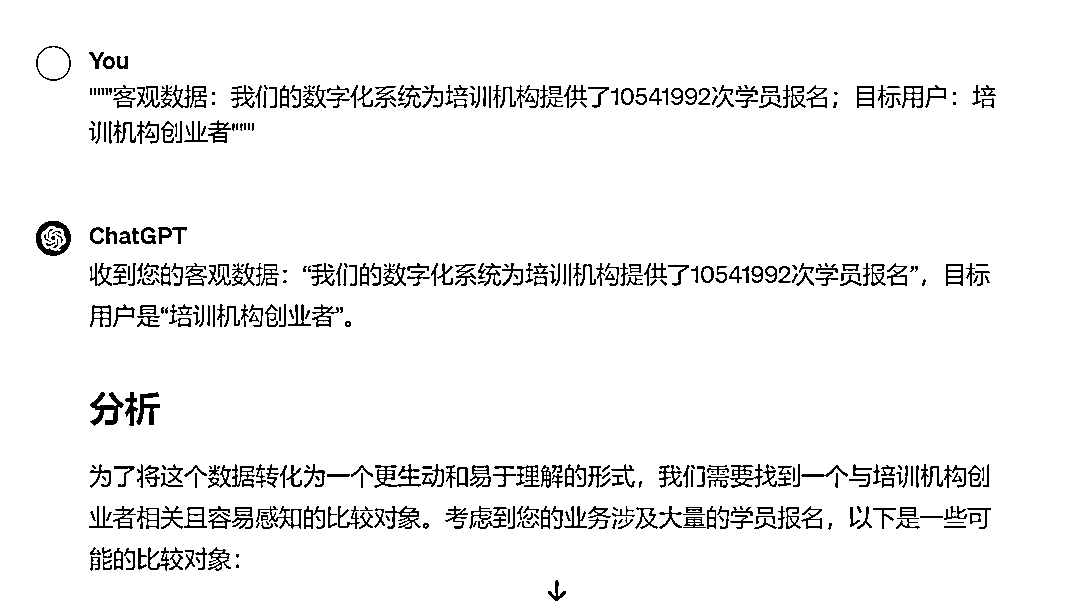 You
"""客观数据：我们的数字化系统为培训机构提供了10541992次学员报名；目标用户：培
训机构创业者"""
ChatGPT
收到您的客观数据：“我们的数字化系统为培训机构提供了10541992次学员报名”，目标
用户是“培训机构创业者”。
分析
为了将这个数据转化为一个更生动和易于理解的形式，我们需要找到一个与培训机构创
业者相关且容易感知的比较对象。考虑到您的业务涉及大量的学员报名，以下是一些可
能的比较对象：